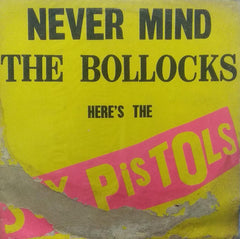 NEVER MIND
THE BOLLOCKS
HERE'S THE
PiSTOLS